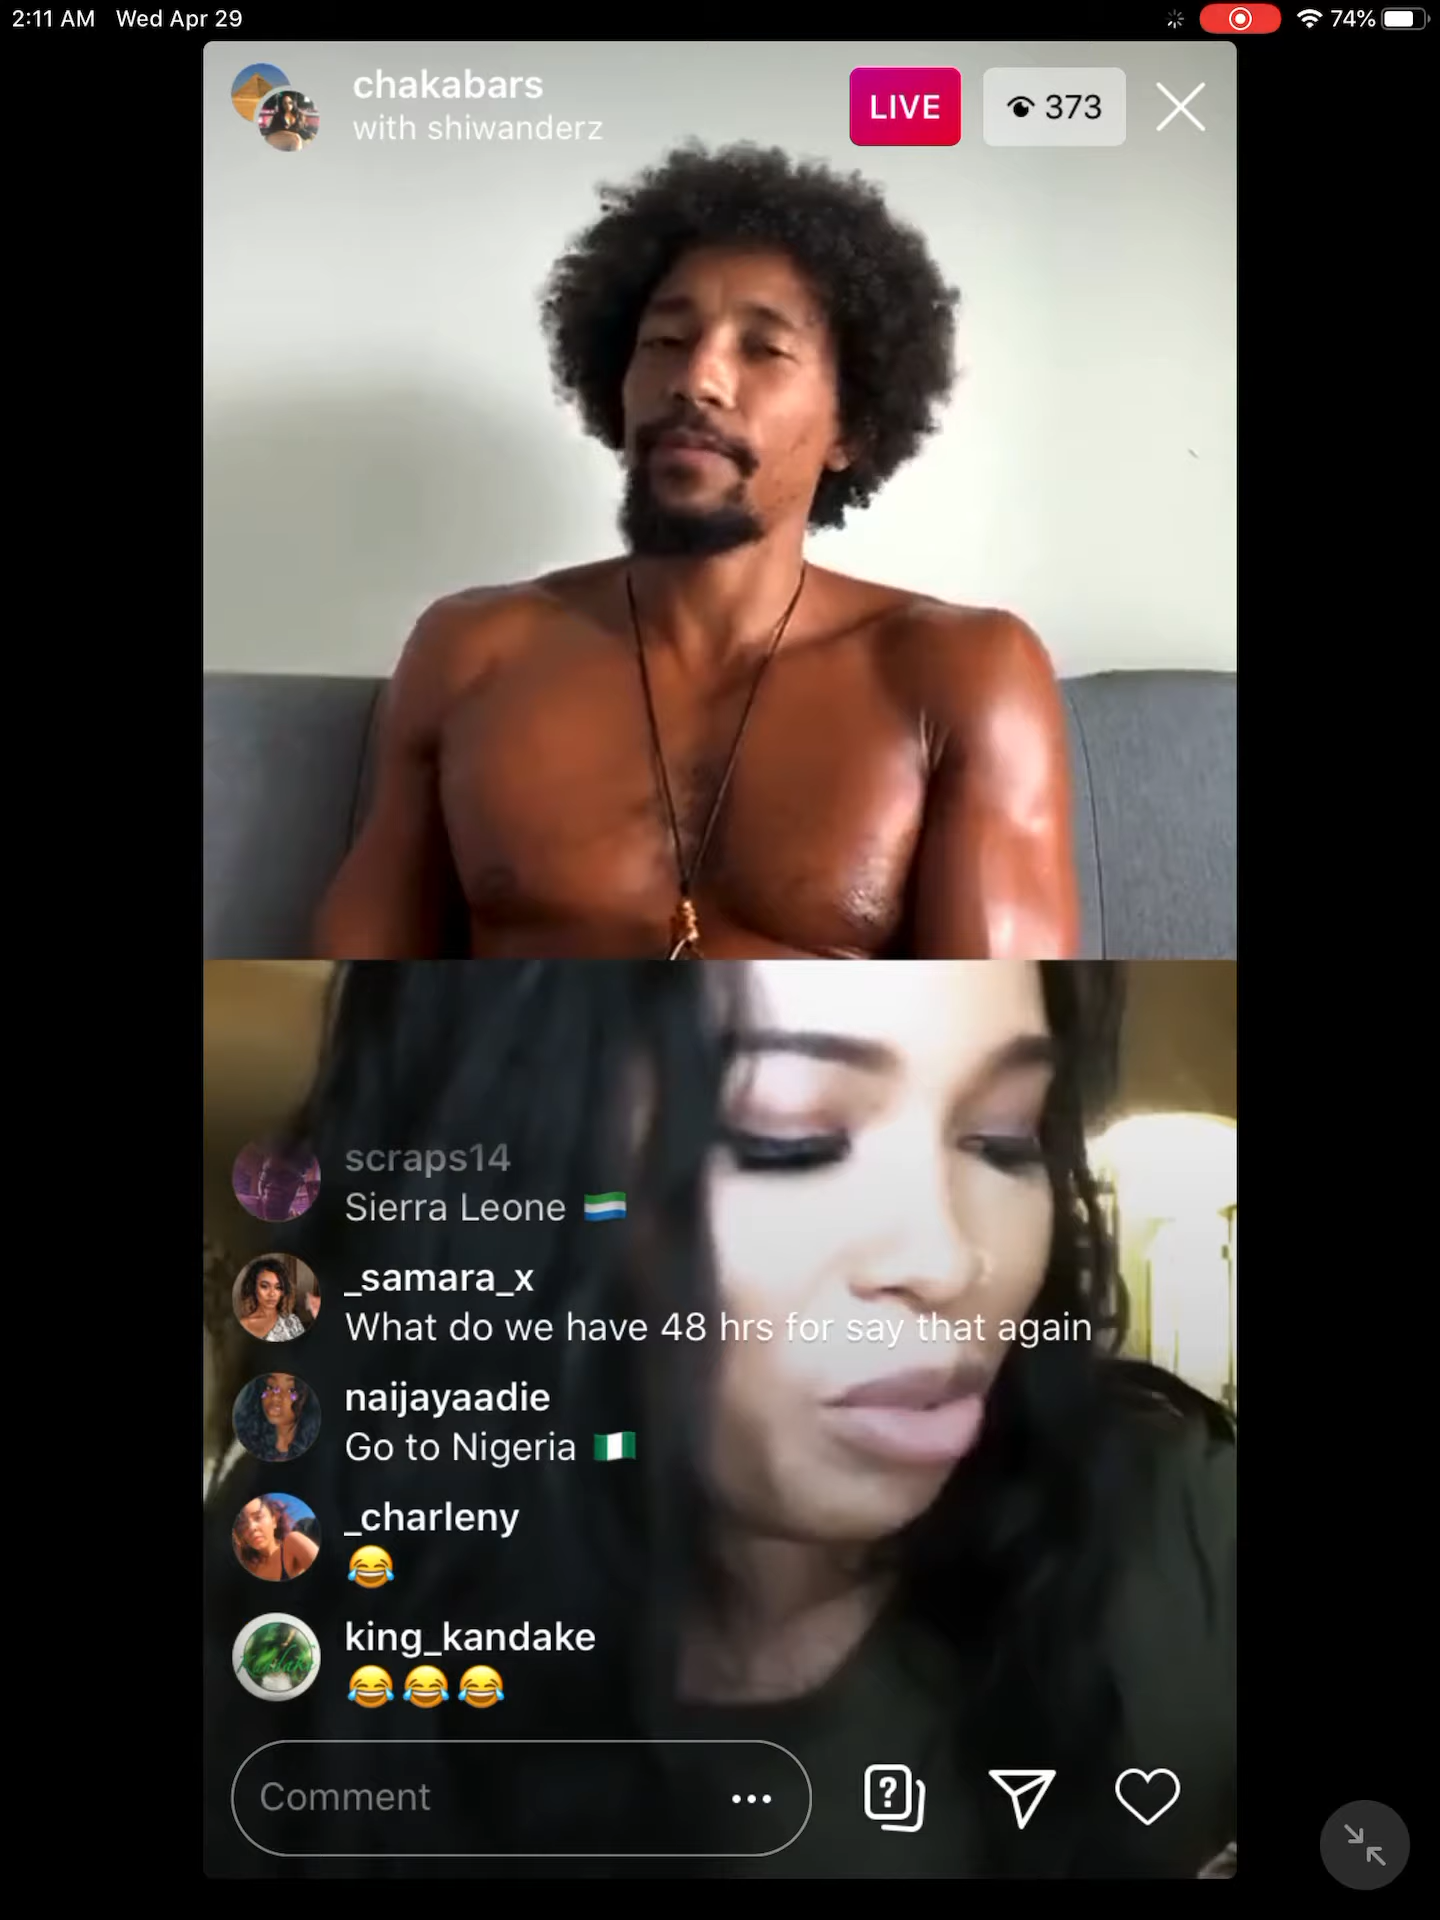 2:11 AM Wed Apr 29
74%
chakabars
with shiwanderz
LIVE
373
scraps14
Sierra Leone 🇸🇱
_samara_x
What do we have 48 hrs for say that again
naijayaadie
Go to Nigeria 🇳🇬
_charleny
😂
king_kandake
😂😂😂
Comment